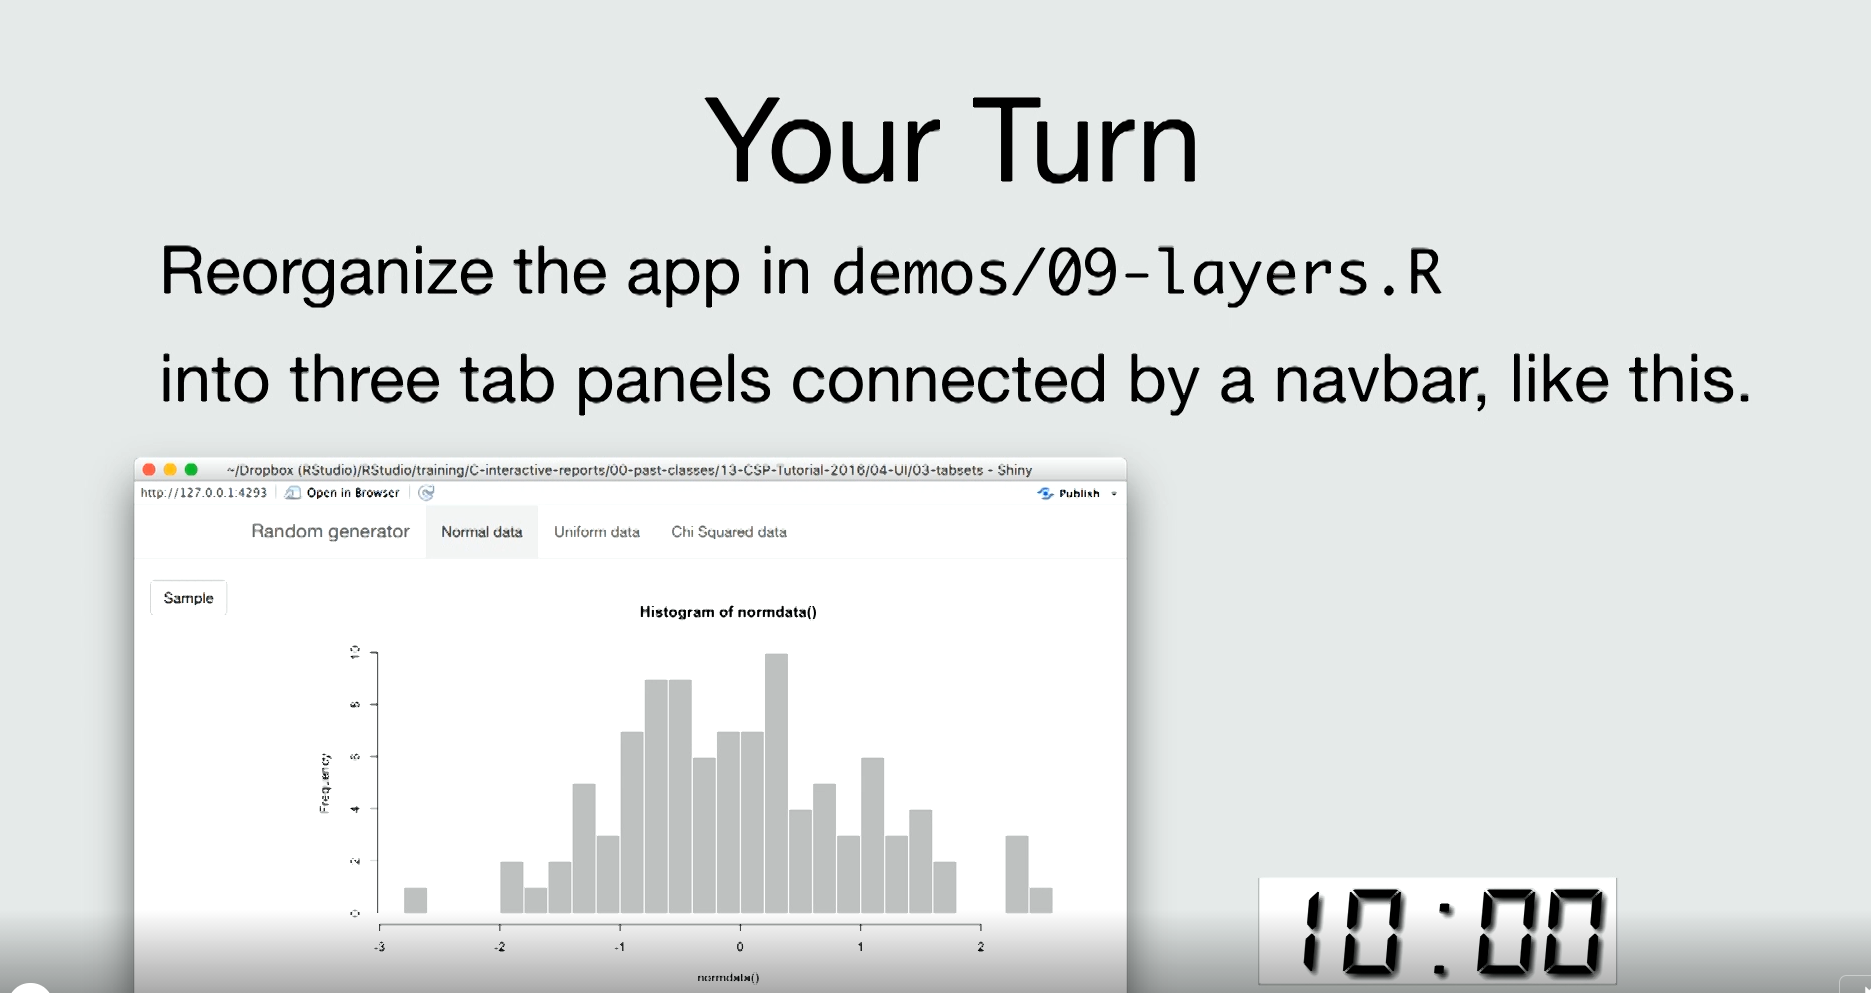 Your Turn
Reorganize the app in demos/09-layers.R
into three tab panels connected by a navbar, like this.
~/Dropbox (RStudio)/RStudio/training/C-interactive-reports/00-past-classes/13-CSP-Tutorial-2016/04-UI/03-tabsets - Shiny
http://127.0.0.1:4293 Open in Browser Publish
Random generator Normal data Uniform data Chi Squared data
Sample
Histogram of normdata()
10
8
6
4
2
0
Frequency
-3 -2 -1 0 1 2
normdata()
10:00